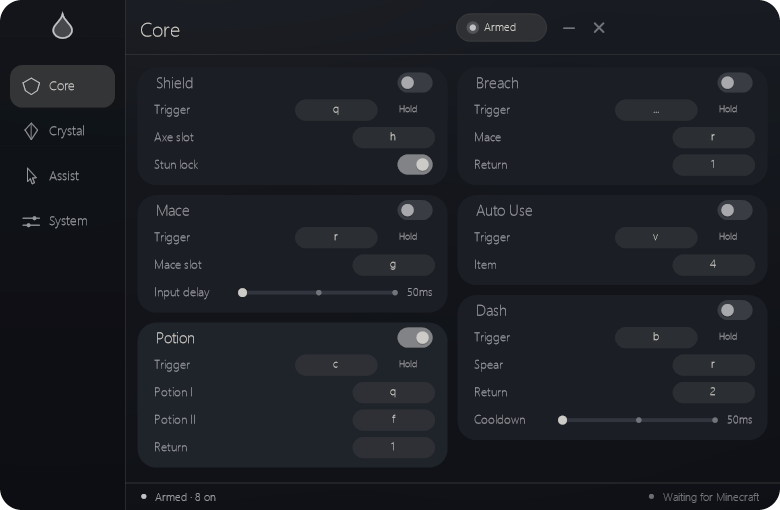 Core
Armed
Core
Crystal
Assist
System
Shield
Trigger q Hold
Axe slot h
Stun lock
Mace
Trigger r Hold
Mace slot g
Input delay 50ms
Potion
Trigger c Hold
Potion I q
Potion II f
Return 1
Breach
Trigger ... Hold
Mace r
Return 1
Auto Use
Trigger v Hold
Item 4
Dash
Trigger b Hold
Spear r
Return 2
Cooldown 50ms
Armed · 8 on
Waiting for Minecraft